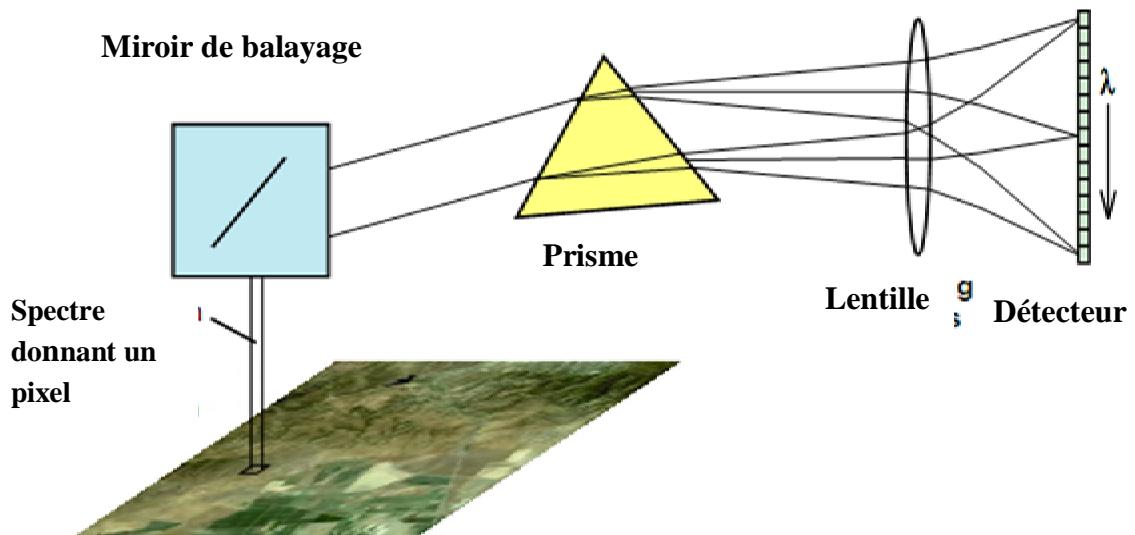 Miroir de balayage
λ
Prisme
Lentille
g
s
Détecteur
Spectre
donnant un
pixel